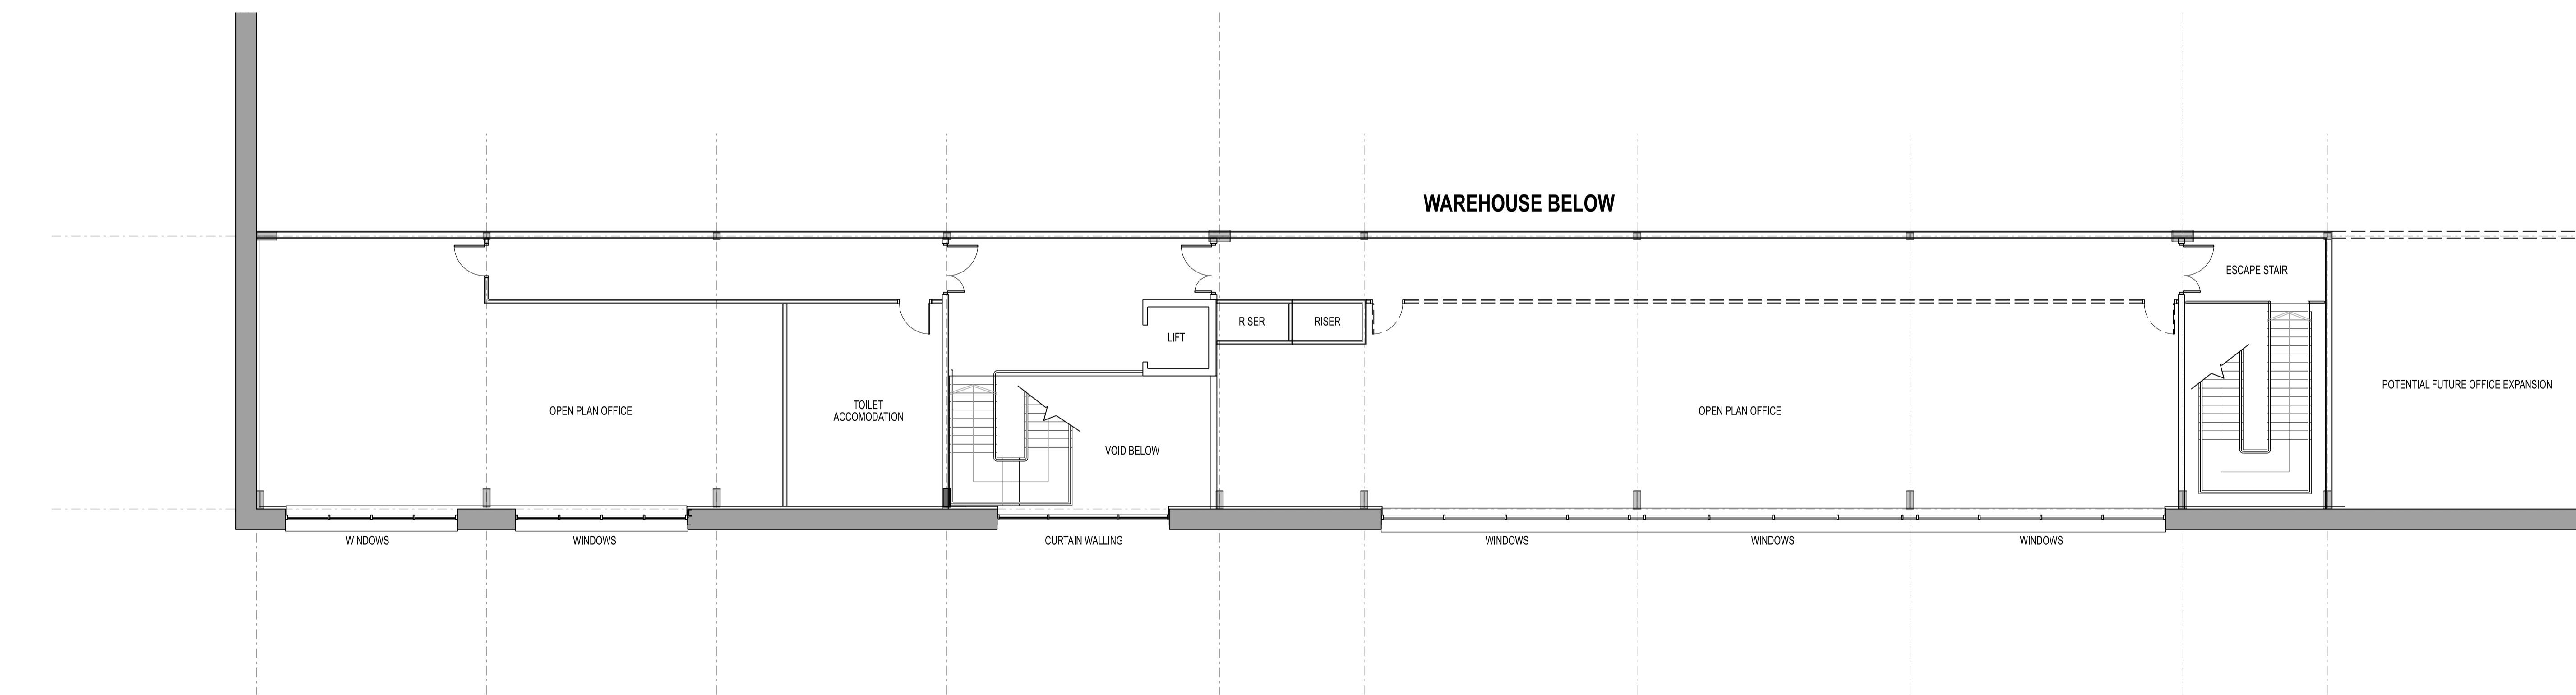 WAREHOUSE BELOW
ESCAPE STAIR
RISER
RISER
LIFT
POTENTIAL FUTURE OFFICE EXPANSION
OPEN PLAN OFFICE
TOILET
ACCOMODATION
OPEN PLAN OFFICE
VOID BELOW
WINDOWS
WINDOWS
CURTAIN WALLING
WINDOWS
WINDOWS
WINDOWS